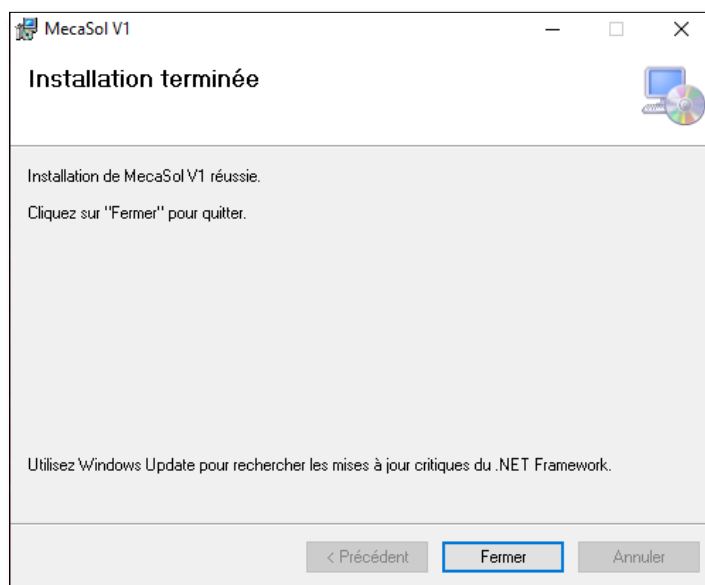 MecaSol V1
Installation terminée
Installation de MecaSol V1 réussie.
Cliquez sur "Fermer" pour quitter.
Utilisez Windows Update pour rechercher les mises à jour critiques du .NET Framework.
< Précédent Fermer Annuler